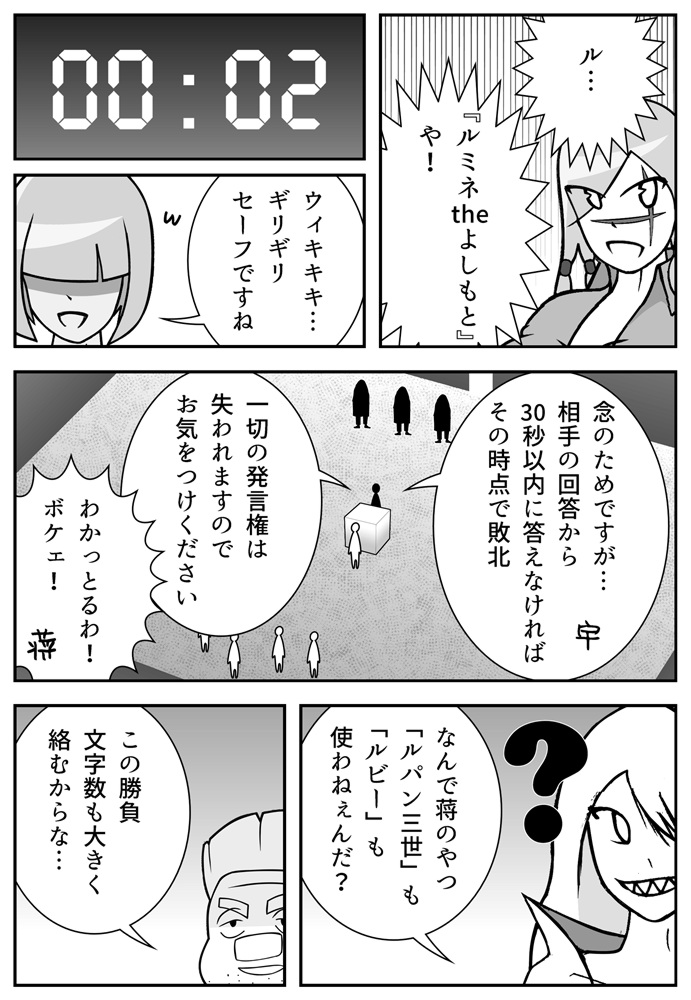 ル…
『ルミネ
theよしもと』
や！
00:02
ウィキキキ…
ギリギリ
セーフですね
w
念のためですが…
相手の回答から
30秒以内に答えなければ
その時点で敗北
宇
一切の発言権は
失われますので
お気をつけください
わかっとるわ！
ボケェ！
蒋
なんで蒋のやつ
「ルパン三世」も
「ルビー」も
使わねぇんだ？
?
この勝負
文字数も大きく
絡むからな…